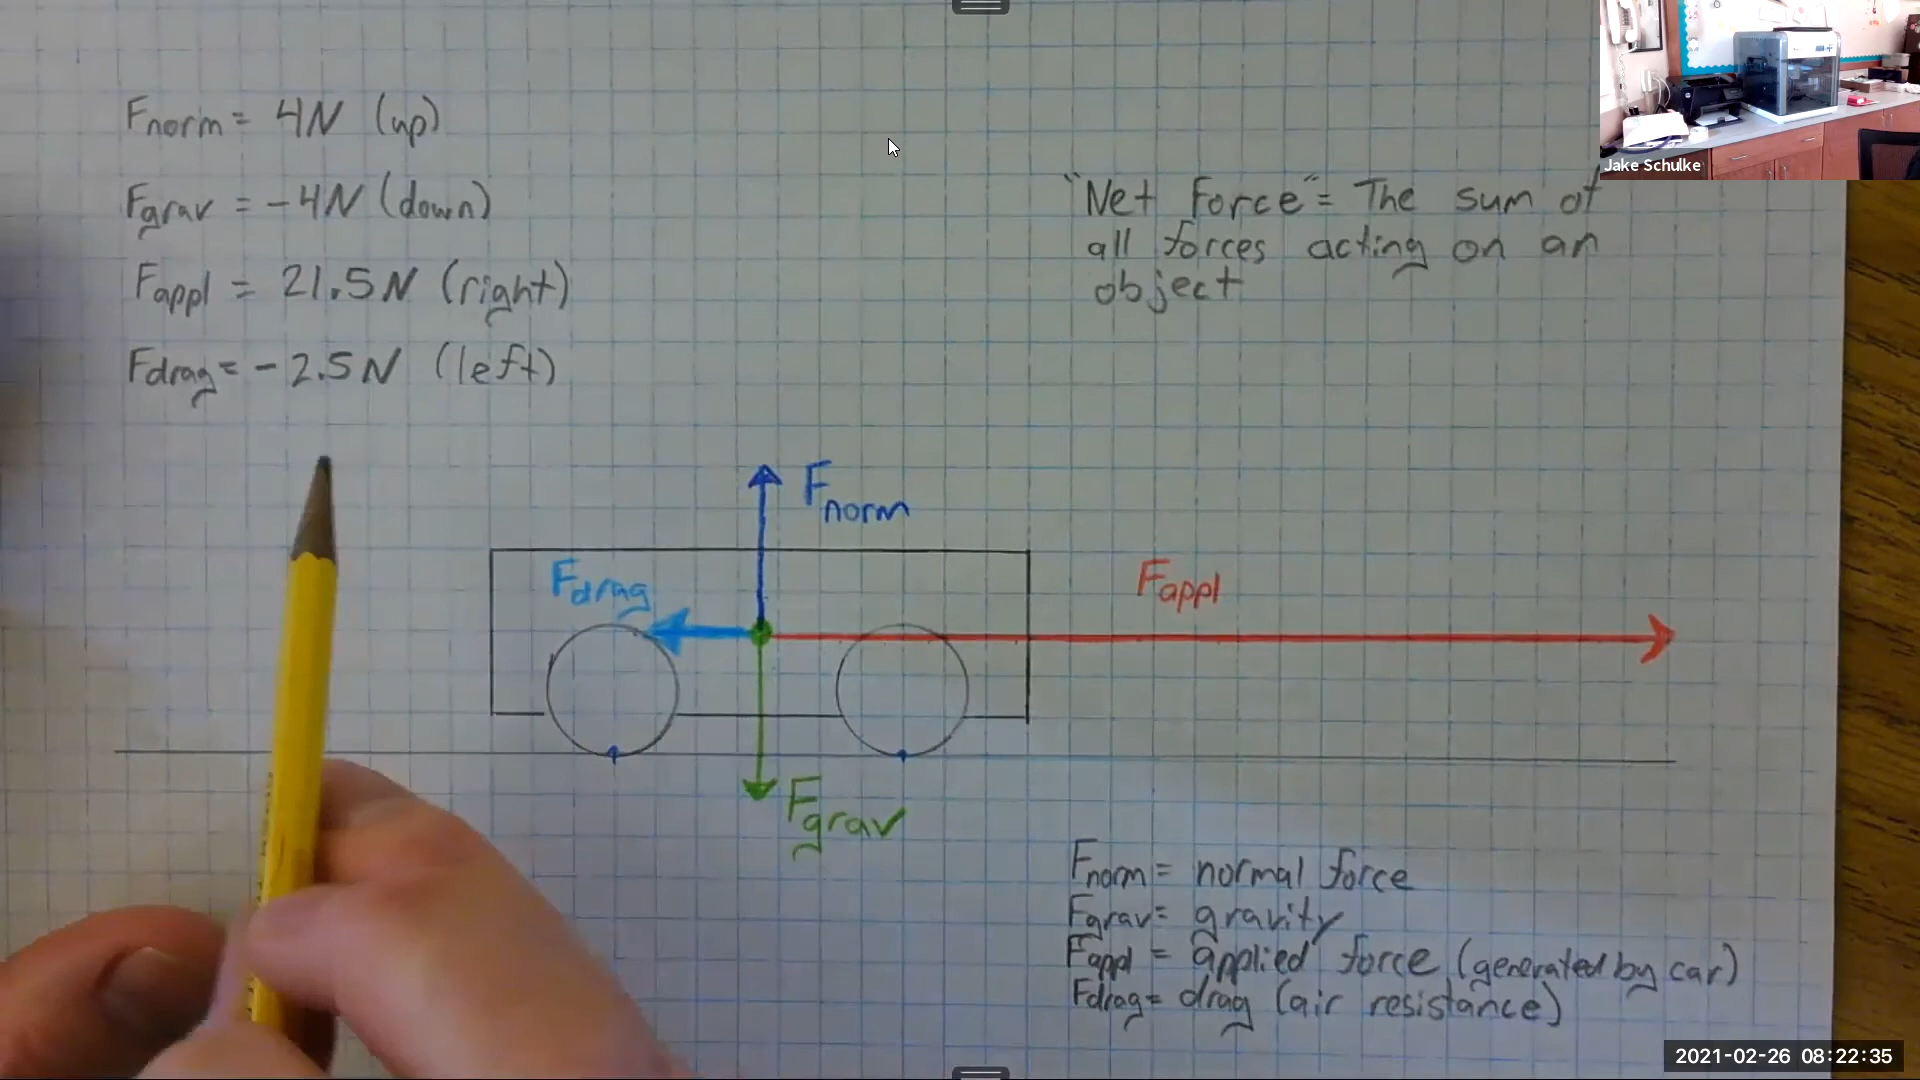 Fnorm = 4N (up)
Fgrav = -4N (down)
Fappl = 21.5N (right)
Fdrag = -2.5N (left)
"Net Force" = The sum of
all forces acting on an
object
Jake Schulke
Fnorm
Fdrag
Fappl
Fgrav
Fnorm = normal force
Fgrav = gravity
Fappl = applied force (generated by car)
Fdrag = drag (air resistance)
2021-02-26 08:22:35